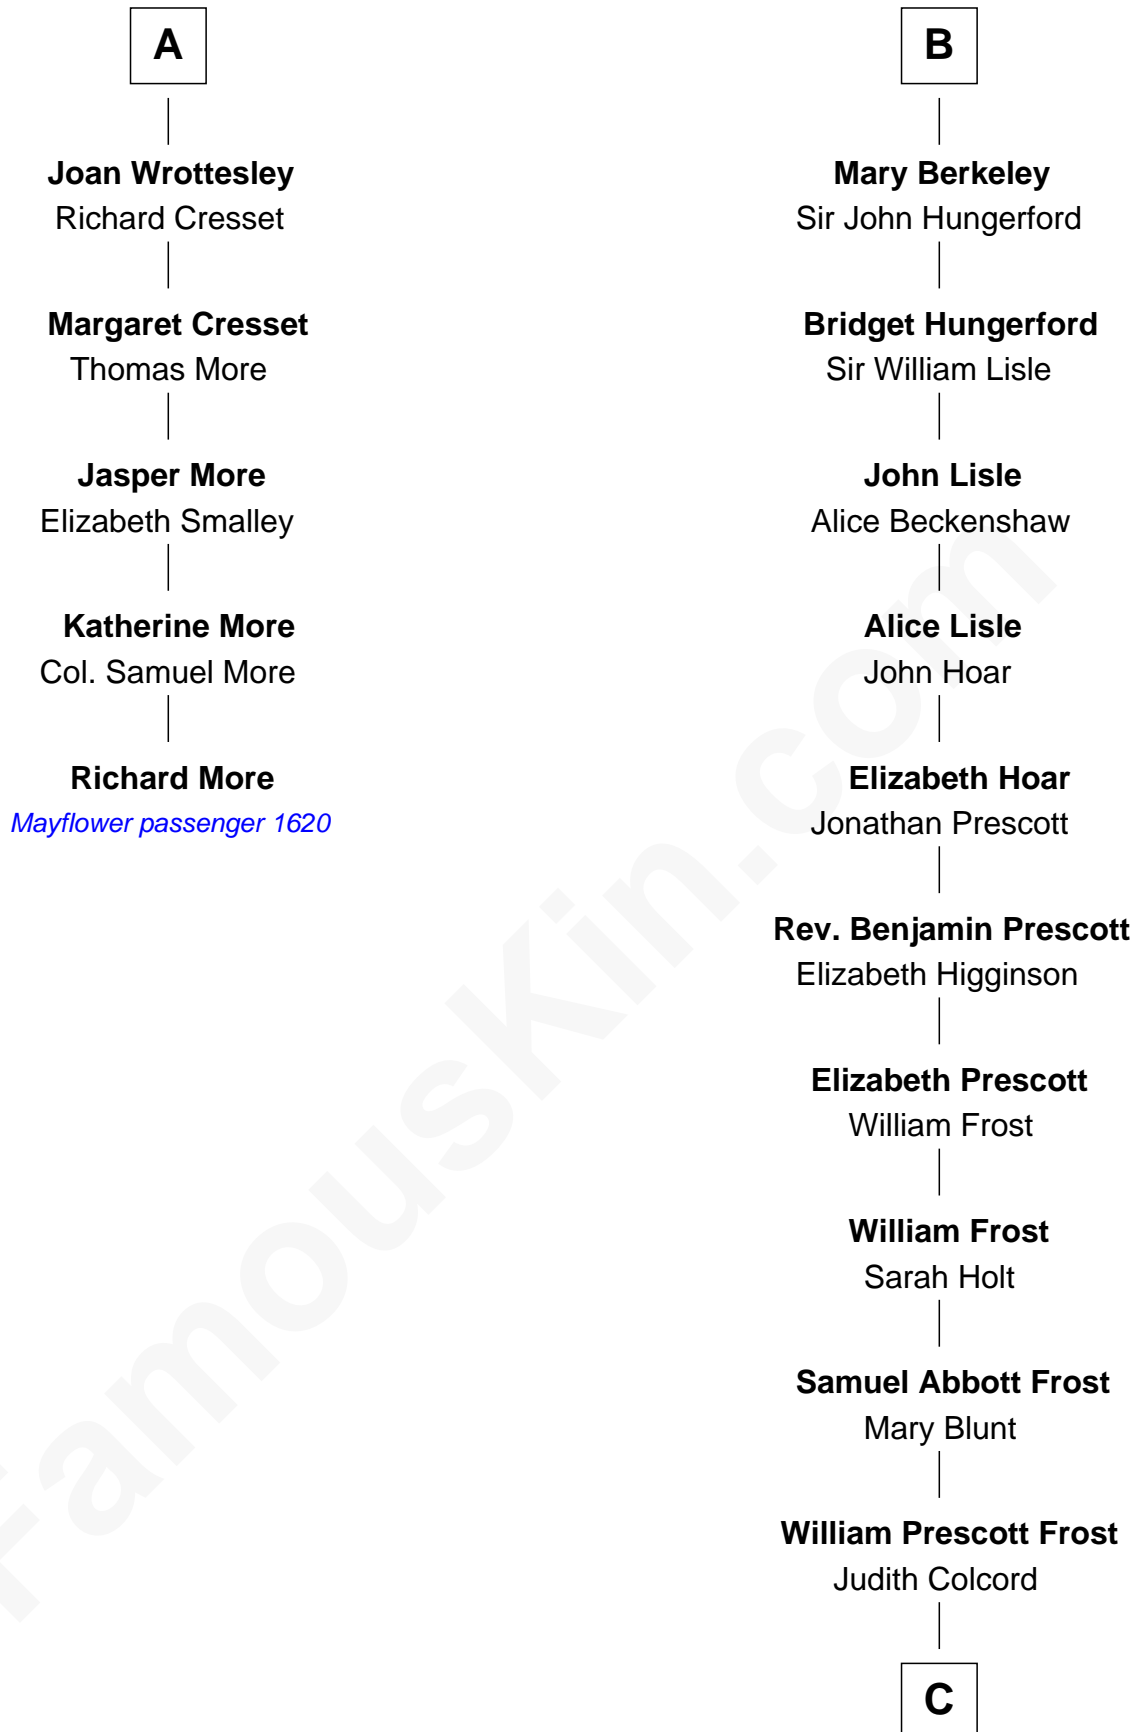 A
Joan Wrottesley
Richard Cresset
Margaret Cresset
Thomas More
Jasper More
Elizabeth Smalley
Katherine More
Col. Samuel More
Richard More
Mayflower passenger 1620
B
Mary Berkeley
Sir John Hungerford
Bridget Hungerford
Sir William Lisle
John Lisle
Alice Beckenshaw
Alice Lisle
John Hoar
Elizabeth Hoar
Jonathan Prescott
Rev. Benjamin Prescott
Elizabeth Higginson
Elizabeth Prescott
William Frost
William Frost
Sarah Holt
Samuel Abbott Frost
Mary Blunt
William Prescott Frost
Judith Colcord
C
FamousKin.com